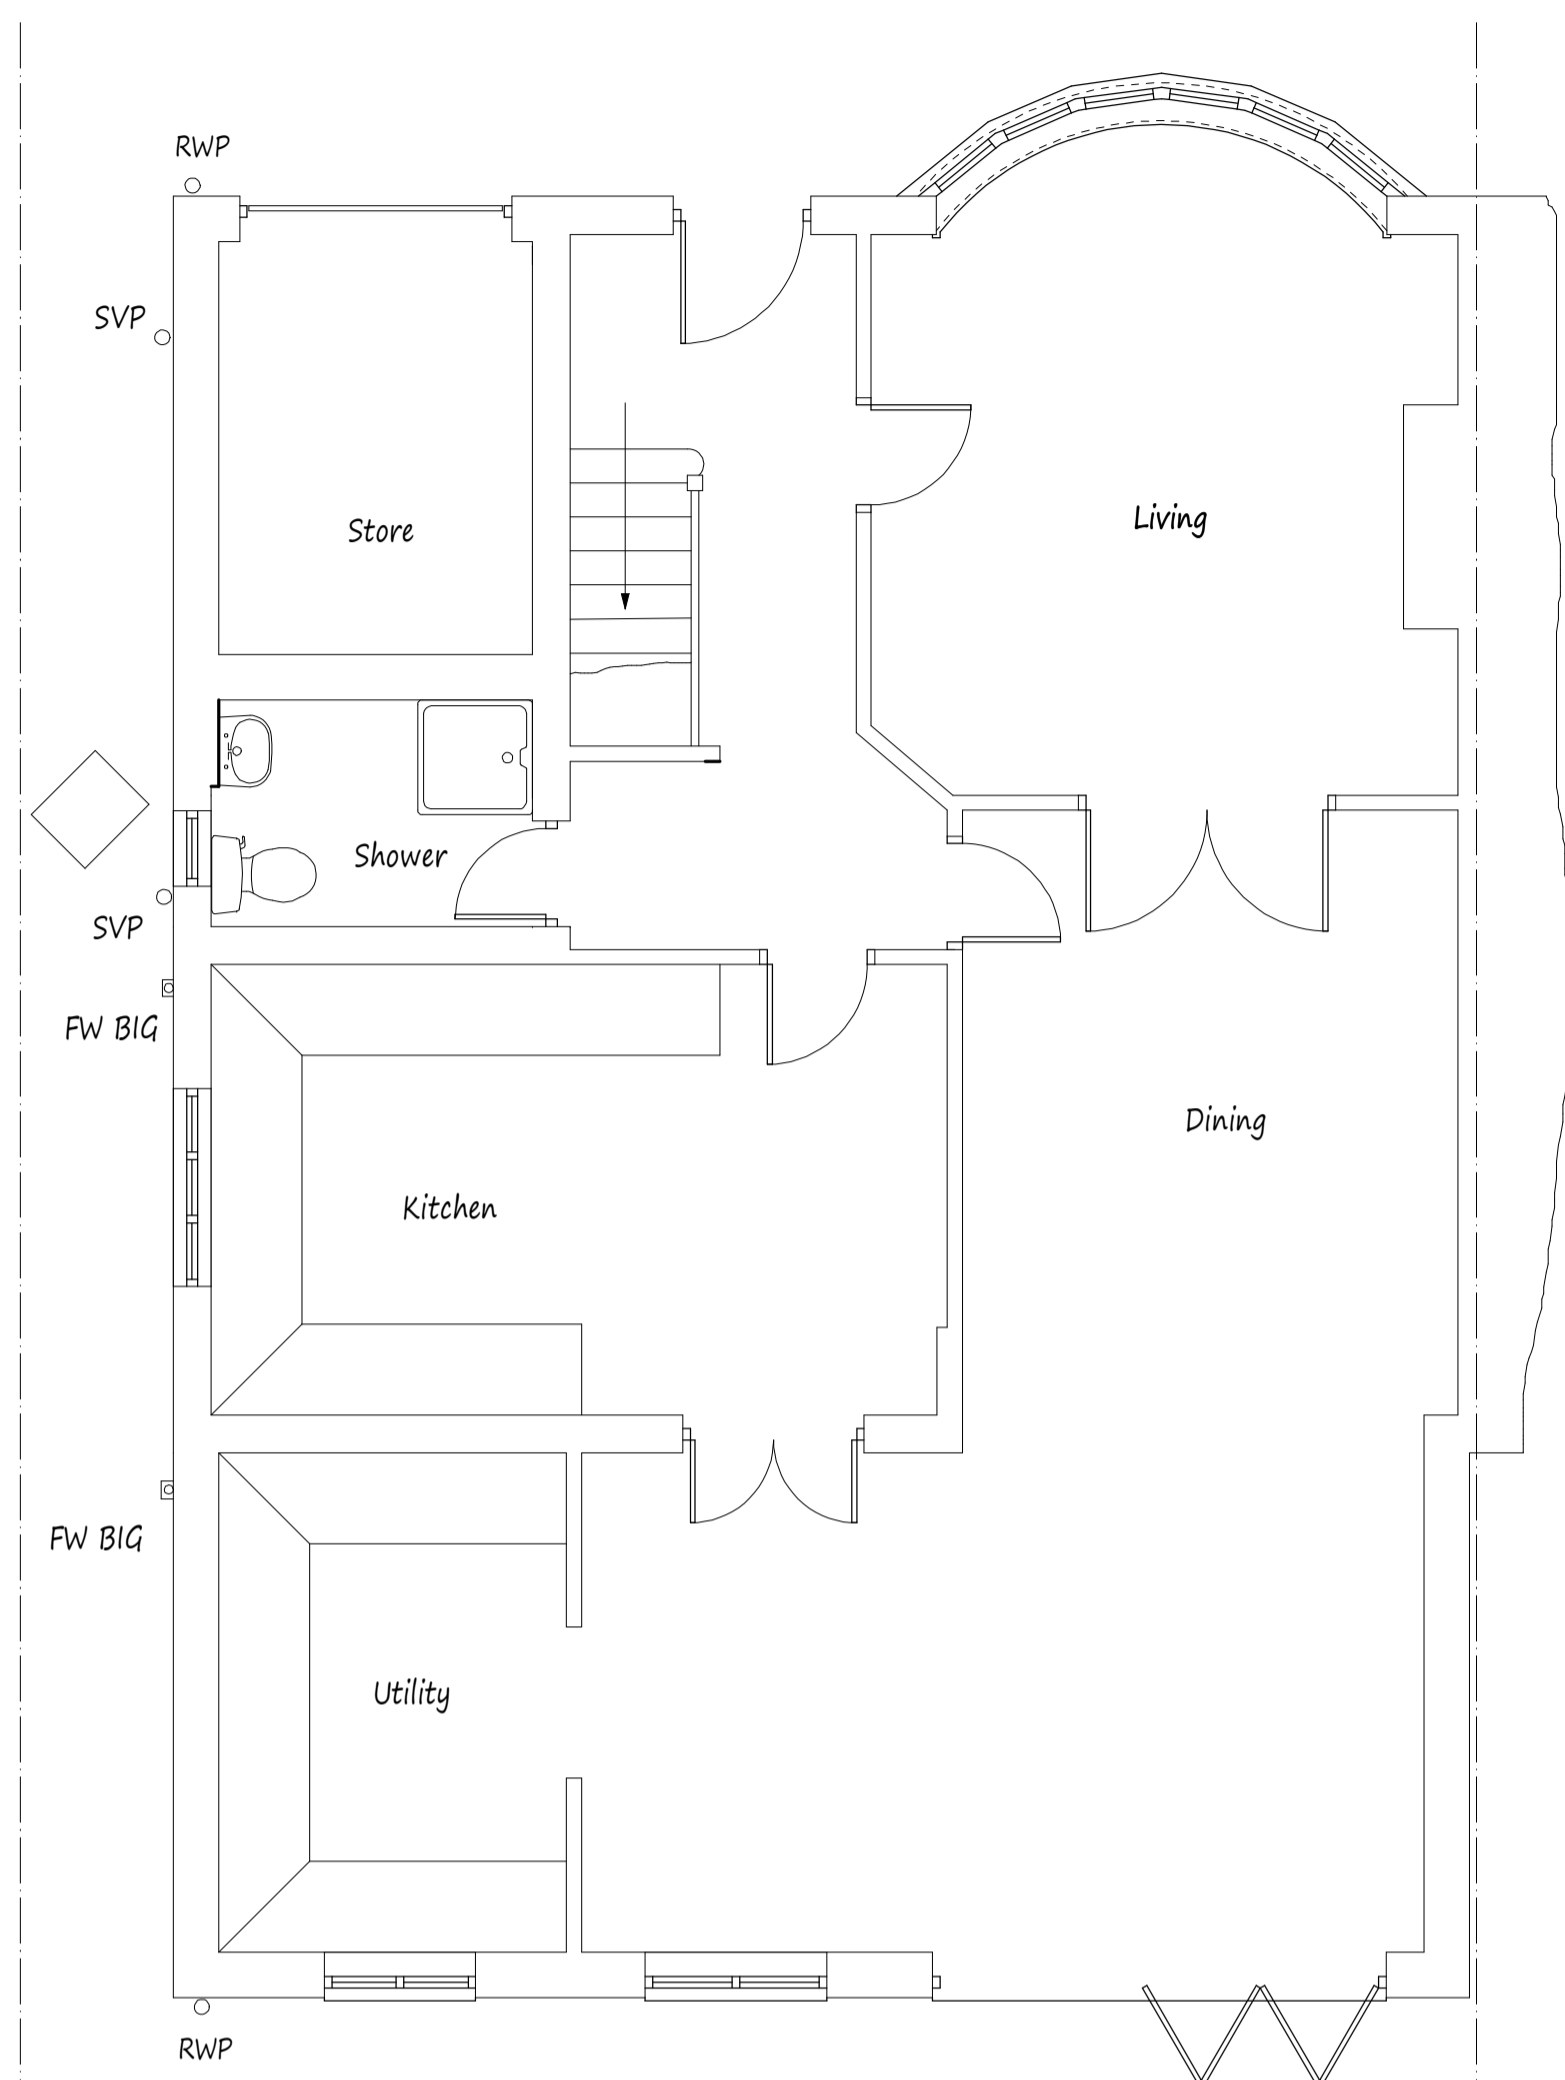 RWP
SVP
Store
Living
Shower
SVP
FW BIG
Dining
Kitchen
FW BIG
Utility
RWP